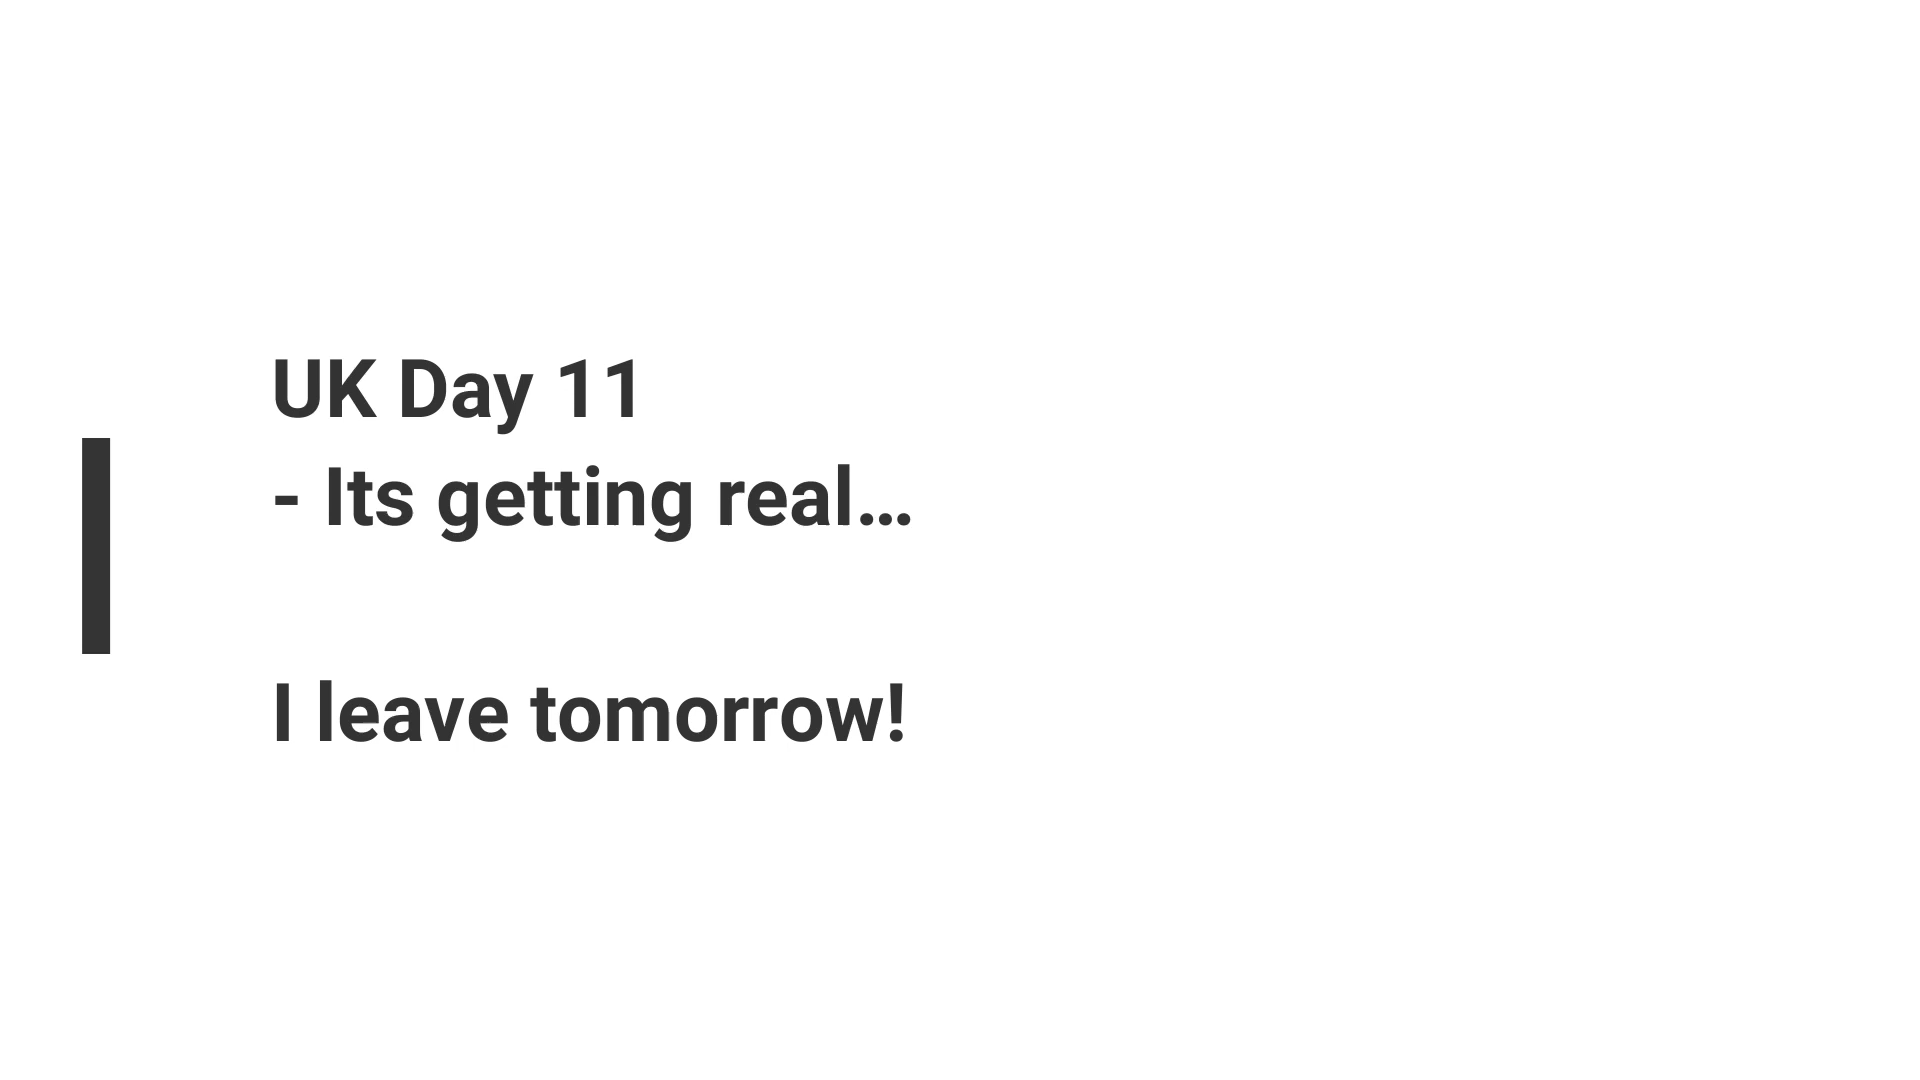 UK Day 11
- Its getting real…
I leave tomorrow!